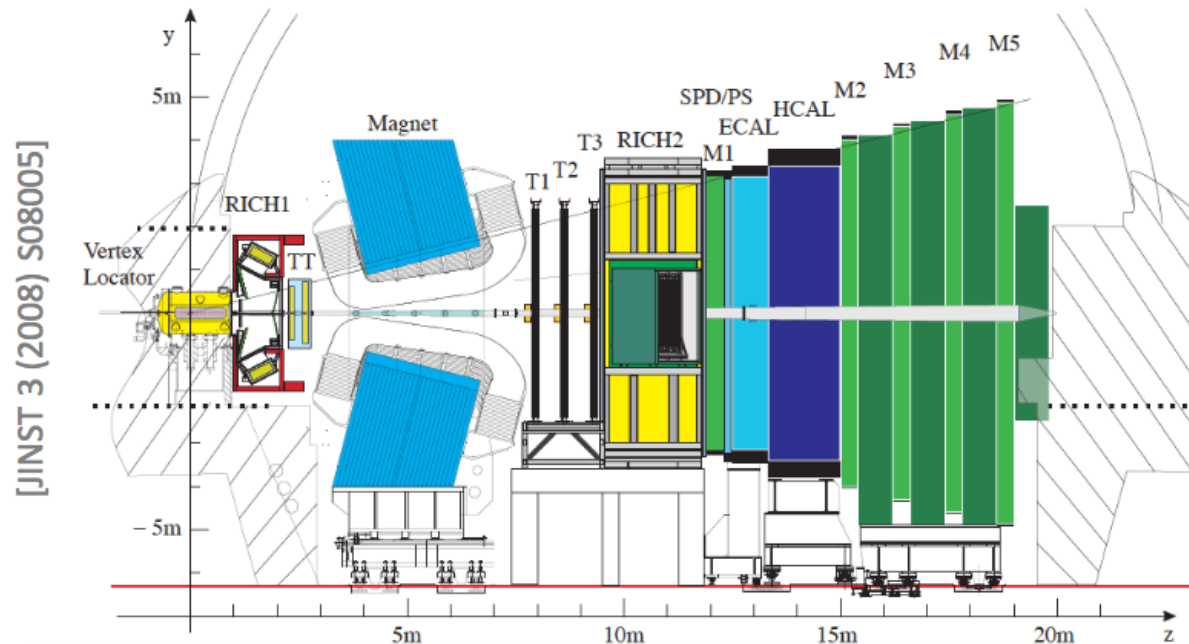 [JINST 3 (2008) S08005]
y
5m
− 5m
Vertex
Locator
RICH1
TT
Magnet
T1
T2
T3
RICH2
M1
SPD/PS
ECAL
HCAL
M2
M3
M4
M5
5m
10m
15m
20m
z